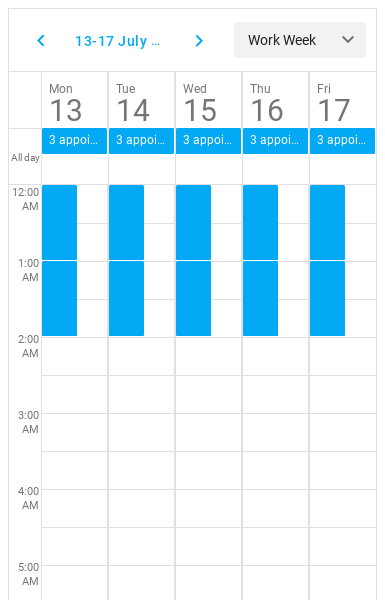 13-17 July ...
Work Week
Mon Tue Wed Thu Fri
13 14 15 16 17
3 appoi... 3 appoi... 3 appoi... 3 appoi... 3 appoi...
All day
12:00
AM
1:00
AM
2:00
AM
3:00
AM
4:00
AM
5:00
AM